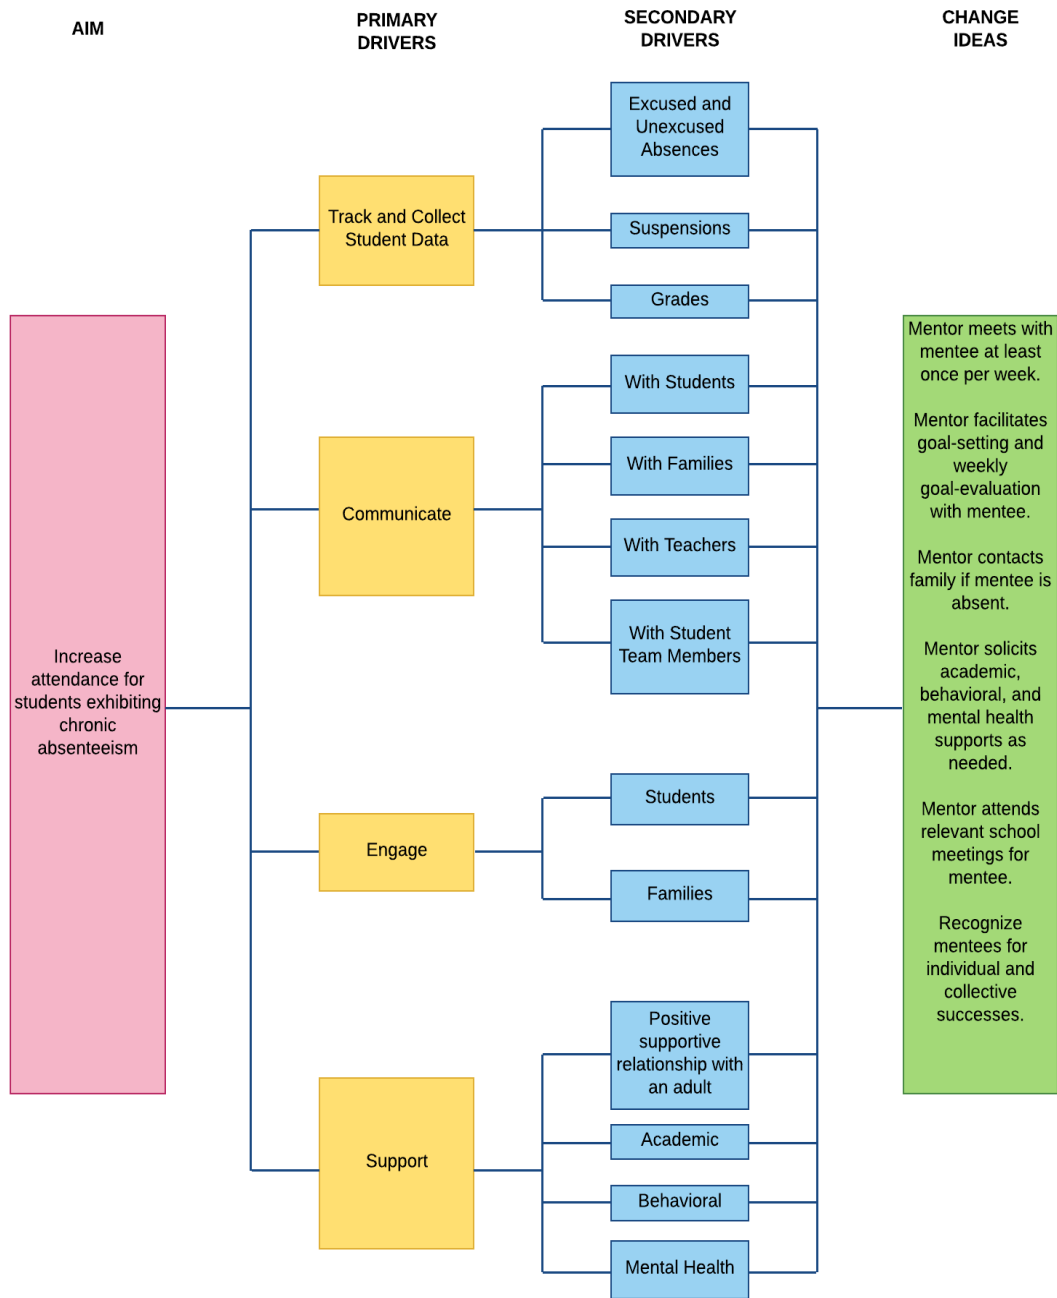 AIM
PRIMARY
DRIVERS
SECONDARY
DRIVERS
CHANGE
IDEAS
Increase
attendance for
students exhibiting
chronic
absenteeism
Track and Collect
Student Data
Communicate
Engage
Support
Excused and
Unexcused
Absences
Suspensions
Grades
With Students
With Families
With Teachers
With Student
Team Members
Students
Families
Positive
supportive
relationship with
an adult
Academic
Behavioral
Mental Health
Mentor meets with
mentee at least
once per week.
Mentor facilitates
goal-setting and
weekly
goal-evaluation
with mentee.
Mentor contacts
family if mentee is
absent.
Mentor solicits
academic,
behavioral, and
mental health
supports as
needed.
Mentor attends
relevant school
meetings for
mentee.
Recognize
mentees for
individual and
collective
successes.